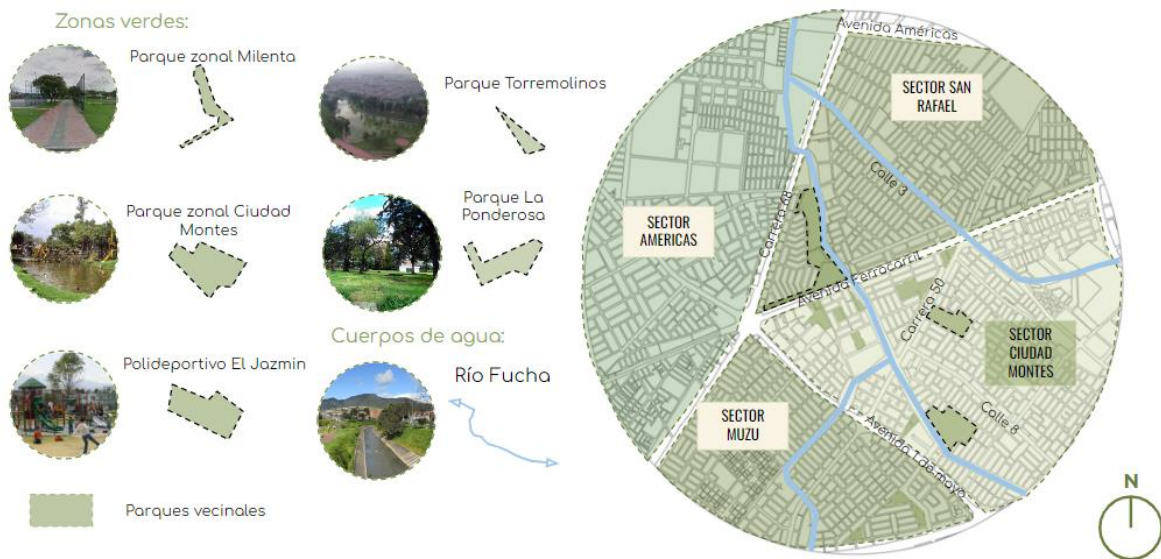 Zonas verdes:
Parque zonal Milenta
Parque Torremolinos
Parque zonal Ciudad
Montes
Parque La
Ponderosa
Polideportivo El Jazmin
Cuerpos de agua:
Río Fucha
Parques vecinales
Avenida Américas
SECTOR SAN
RAFAEL
Calle 3
SECTOR
AMERICAS
Carrera 68
Avenida Ferrocarril
Carrera 50
SECTOR
CIUDAD
MONTES
SECTOR
MUZU
Calle 8
Avenida 1 de mayo
N